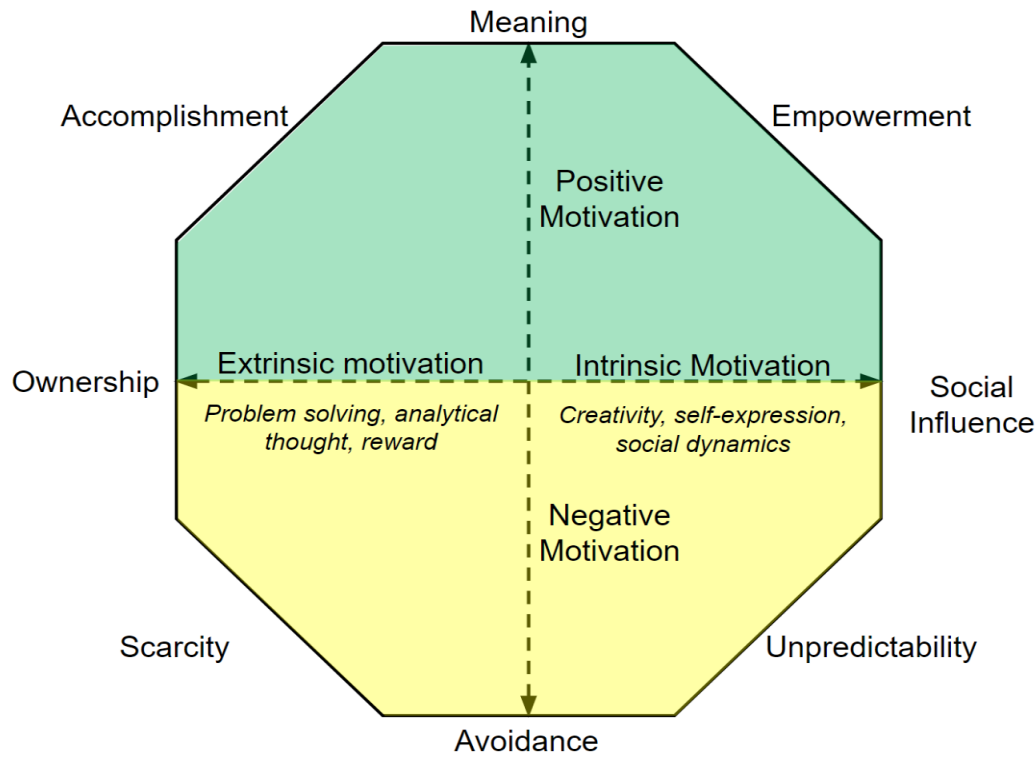 Meaning
Accomplishment
Empowerment
Positive
Motivation
Extrinsic motivation
Intrinsic Motivation
Ownership
Social
Influence
Problem solving, analytical
thought, reward
Creativity, self-expression,
social dynamics
Negative
Motivation
Scarcity
Unpredictability
Avoidance